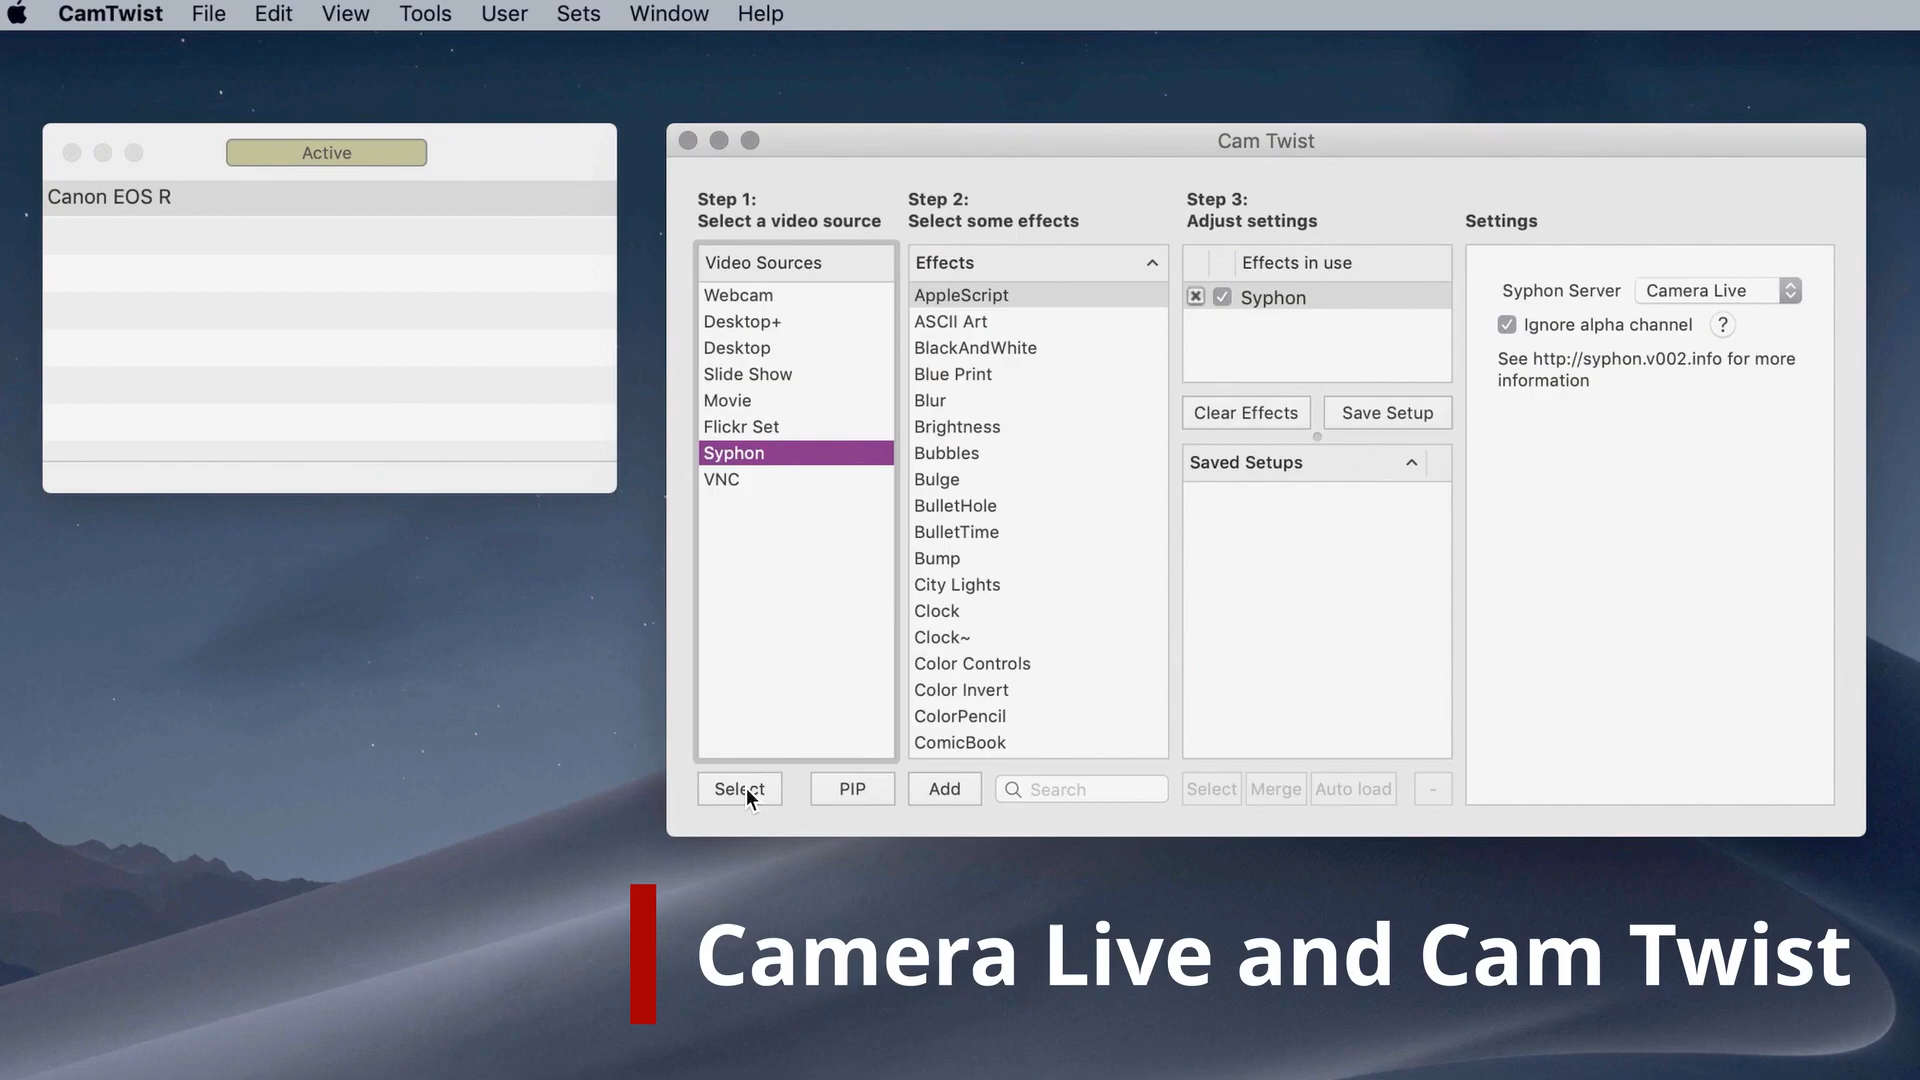 CamTwist File Edit View Tools User Sets Window Help
Active
Canon EOS R
Cam Twist
Step 1:
Select a video source
Video Sources
Webcam
Desktop+
Desktop
Slide Show
Movie
Flickr Set
Syphon
VNC
Select PIP
Step 2:
Select some effects
Effects
AppleScript
ASCII Art
BlackAndWhite
Blue Print
Blur
Brightness
Bubbles
Bulge
BulletHole
BulletTime
Bump
City Lights
Clock
Clock~
Color Controls
Color Invert
ColorPencil
ComicBook
Add Search
Step 3:
Adjust settings
Effects in use
Syphon
Clear Effects Save Setup
Saved Setups
Select Merge Auto load -
Settings
Syphon Server Camera Live
Ignore alpha channel ?
See http://syphon.v002.info for more
information
Camera Live and Cam Twist